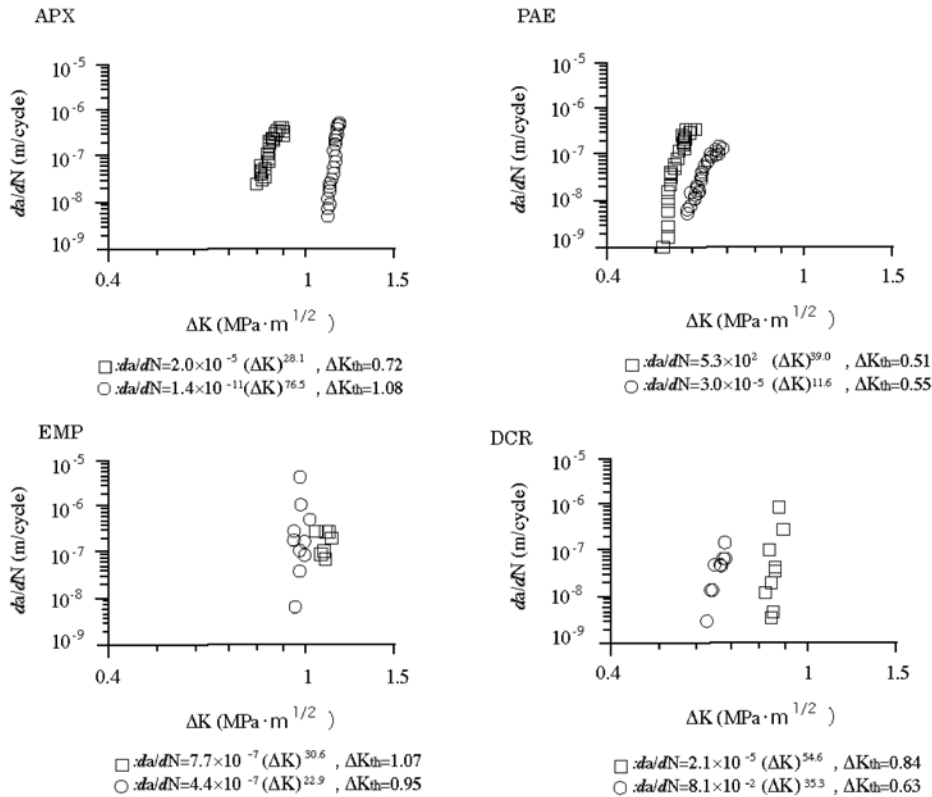 APX
da/dN (m/cycle)
10⁻⁵
10⁻⁶
10⁻⁷
10⁻⁸
10⁻⁹
0.4
1
1.5
ΔK (MPa·m^1/2)
□ :da/dN=2.0×10⁻⁵ (ΔK)^28.1 , ΔKth=0.72
○ :da/dN=1.4×10⁻¹¹(ΔK)^76.5 , ΔKth=1.08
PAE
da/dN (m/cycle)
10⁻⁵
10⁻⁶
10⁻⁷
10⁻⁸
10⁻⁹
0.4
1
1.5
ΔK (MPa·m^1/2)
□ :da/dN=5.3×10² (ΔK)^39.0 , ΔKth=0.51
○ :da/dN=3.0×10⁻⁵ (ΔK)^11.6 , ΔKth=0.55
EMP
da/dN (m/cycle)
10⁻⁵
10⁻⁶
10⁻⁷
10⁻⁸
10⁻⁹
0.4
1
1.5
ΔK (MPa·m^1/2)
□ :da/dN=7.7×10⁻⁷ (ΔK)^30.6 , ΔKth=1.07
○ :da/dN=4.4×10⁻⁷ (ΔK)^22.9 , ΔKth=0.95
DCR
da/dN (m/cycle)
10⁻⁵
10⁻⁶
10⁻⁷
10⁻⁸
10⁻⁹
0.4
1
1.5
ΔK (MPa·m^1/2)
□ :da/dN=2.1×10⁻⁵ (ΔK)^54.6 , ΔKth=0.84
○ :da/dN=8.1×10⁻² (ΔK)^35.3 , ΔKth=0.63